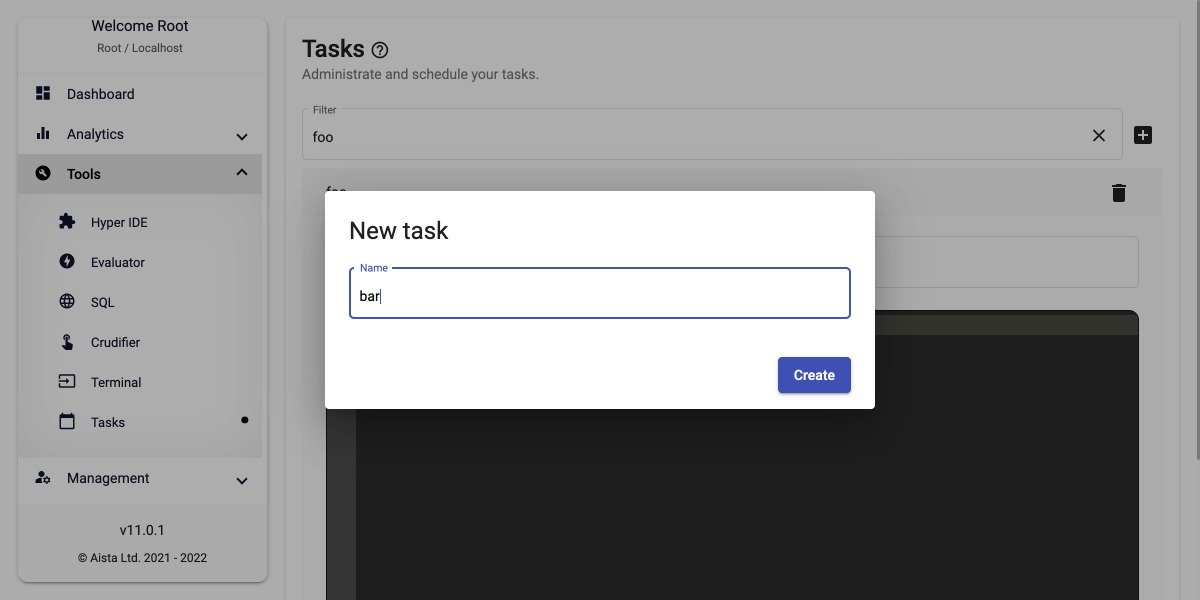 Welcome Root
Root / Localhost
Dashboard
Analytics
Tools
Hyper IDE
Evaluator
SQL
Crudifier
Terminal
Tasks
Management
v11.0.1
© Aista Ltd. 2021 - 2022
Tasks
Administrate and schedule your tasks.
Filter
foo
foo
New task
Name
bar
Create